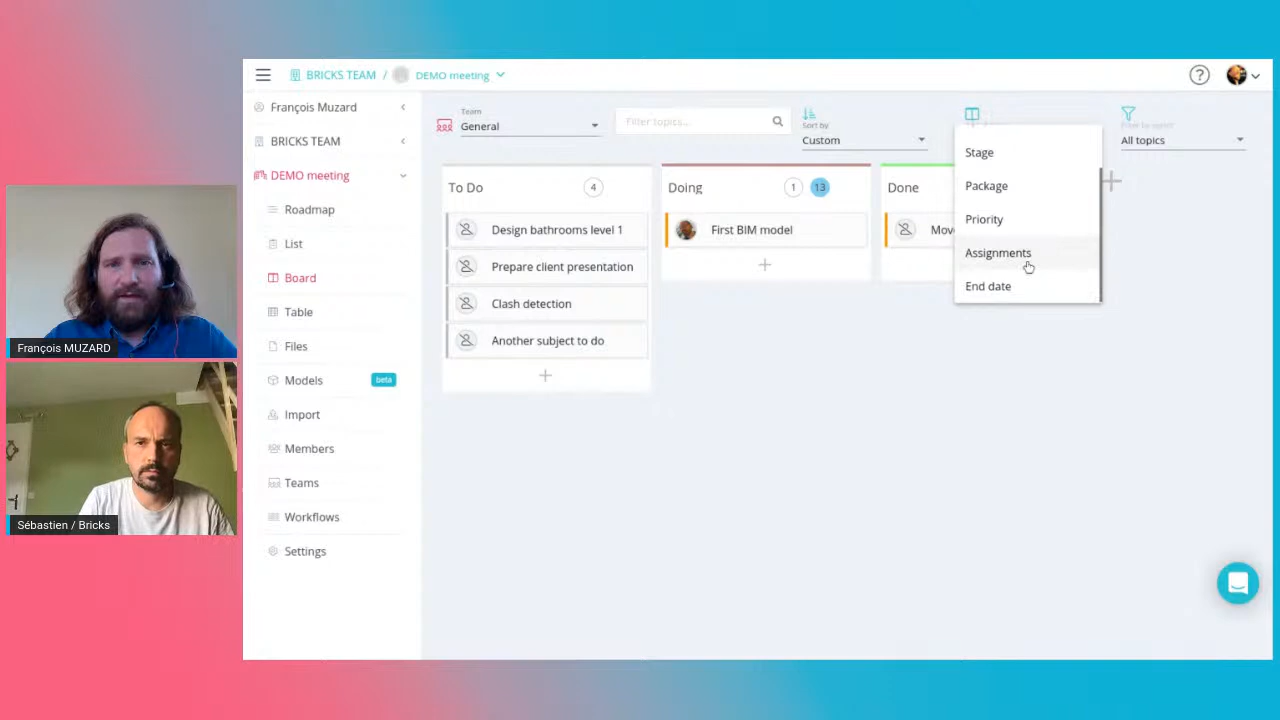 BRICKS TEAM / DEMO meeting
?
François Muzard
BRICKS TEAM
DEMO meeting
Roadmap
List
Board
Table
Files
Models beta
Import
Members
Teams
Workflows
Settings
Team
General
Filter topics...
Sort by
Custom
All topics
Stage
Package
Priority
Assignments
End date
To Do 4
Design bathrooms level 1
Prepare client presentation
Clash detection
Another subject to do
+
Doing 1 13
First BIM model
+
Done
Mov
+
François MUZARD
Sébastien / Bricks